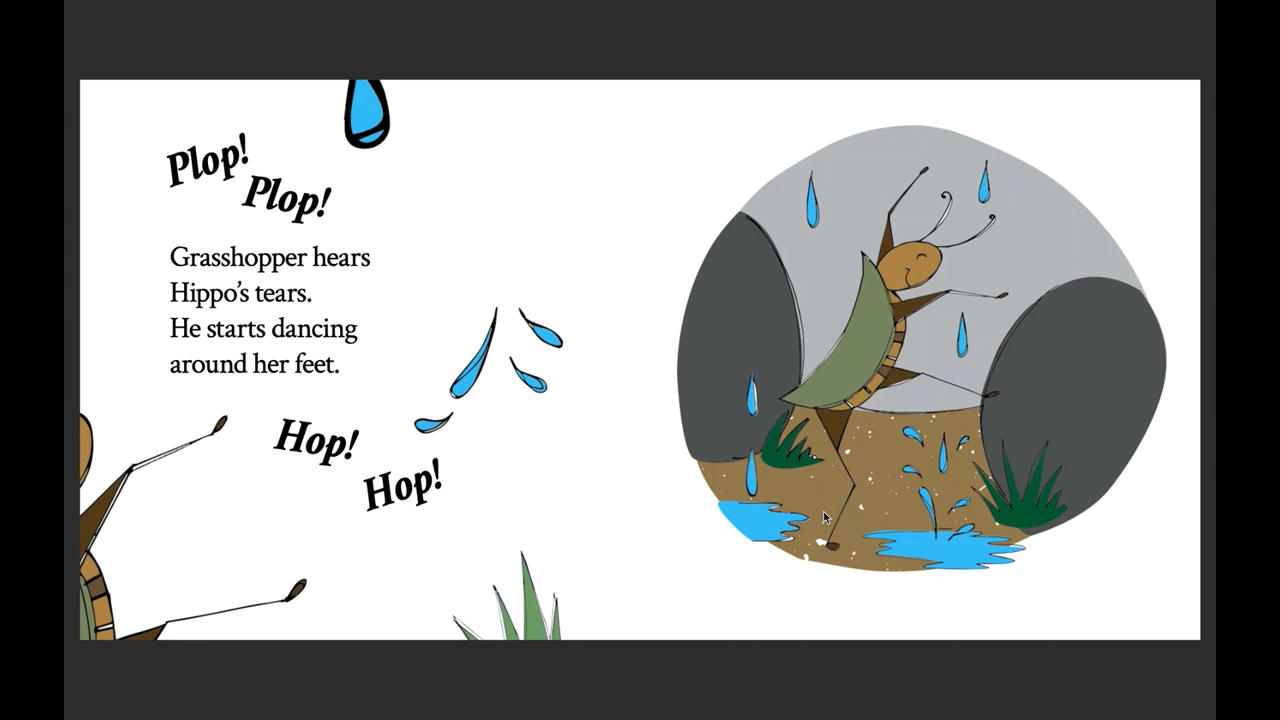 Plop!
Plop!
Grasshopper hears
Hippo’s tears.
He starts dancing
around her feet.
Hop!
Hop!